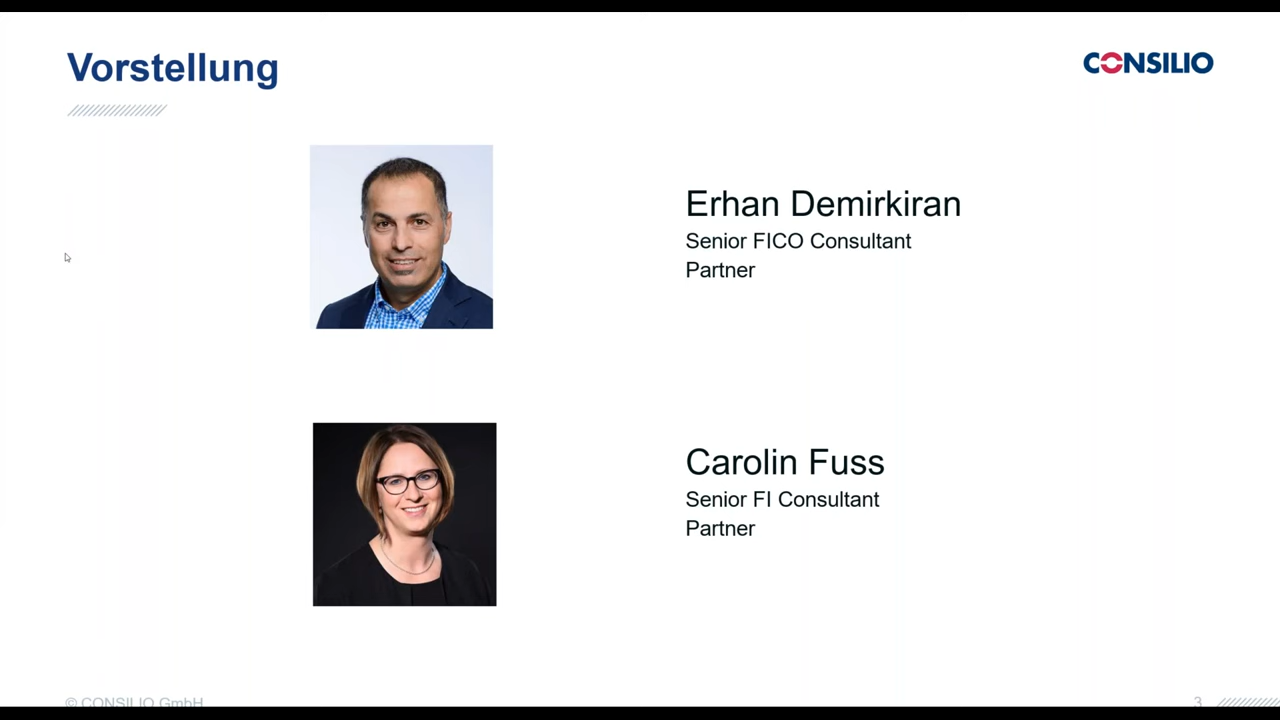 Vorstellung
CONSILIO
Erhan Demirkiran
Senior FICO Consultant
Partner
Carolin Fuss
Senior FI Consultant
Partner
© CONSILIO GmbH
3